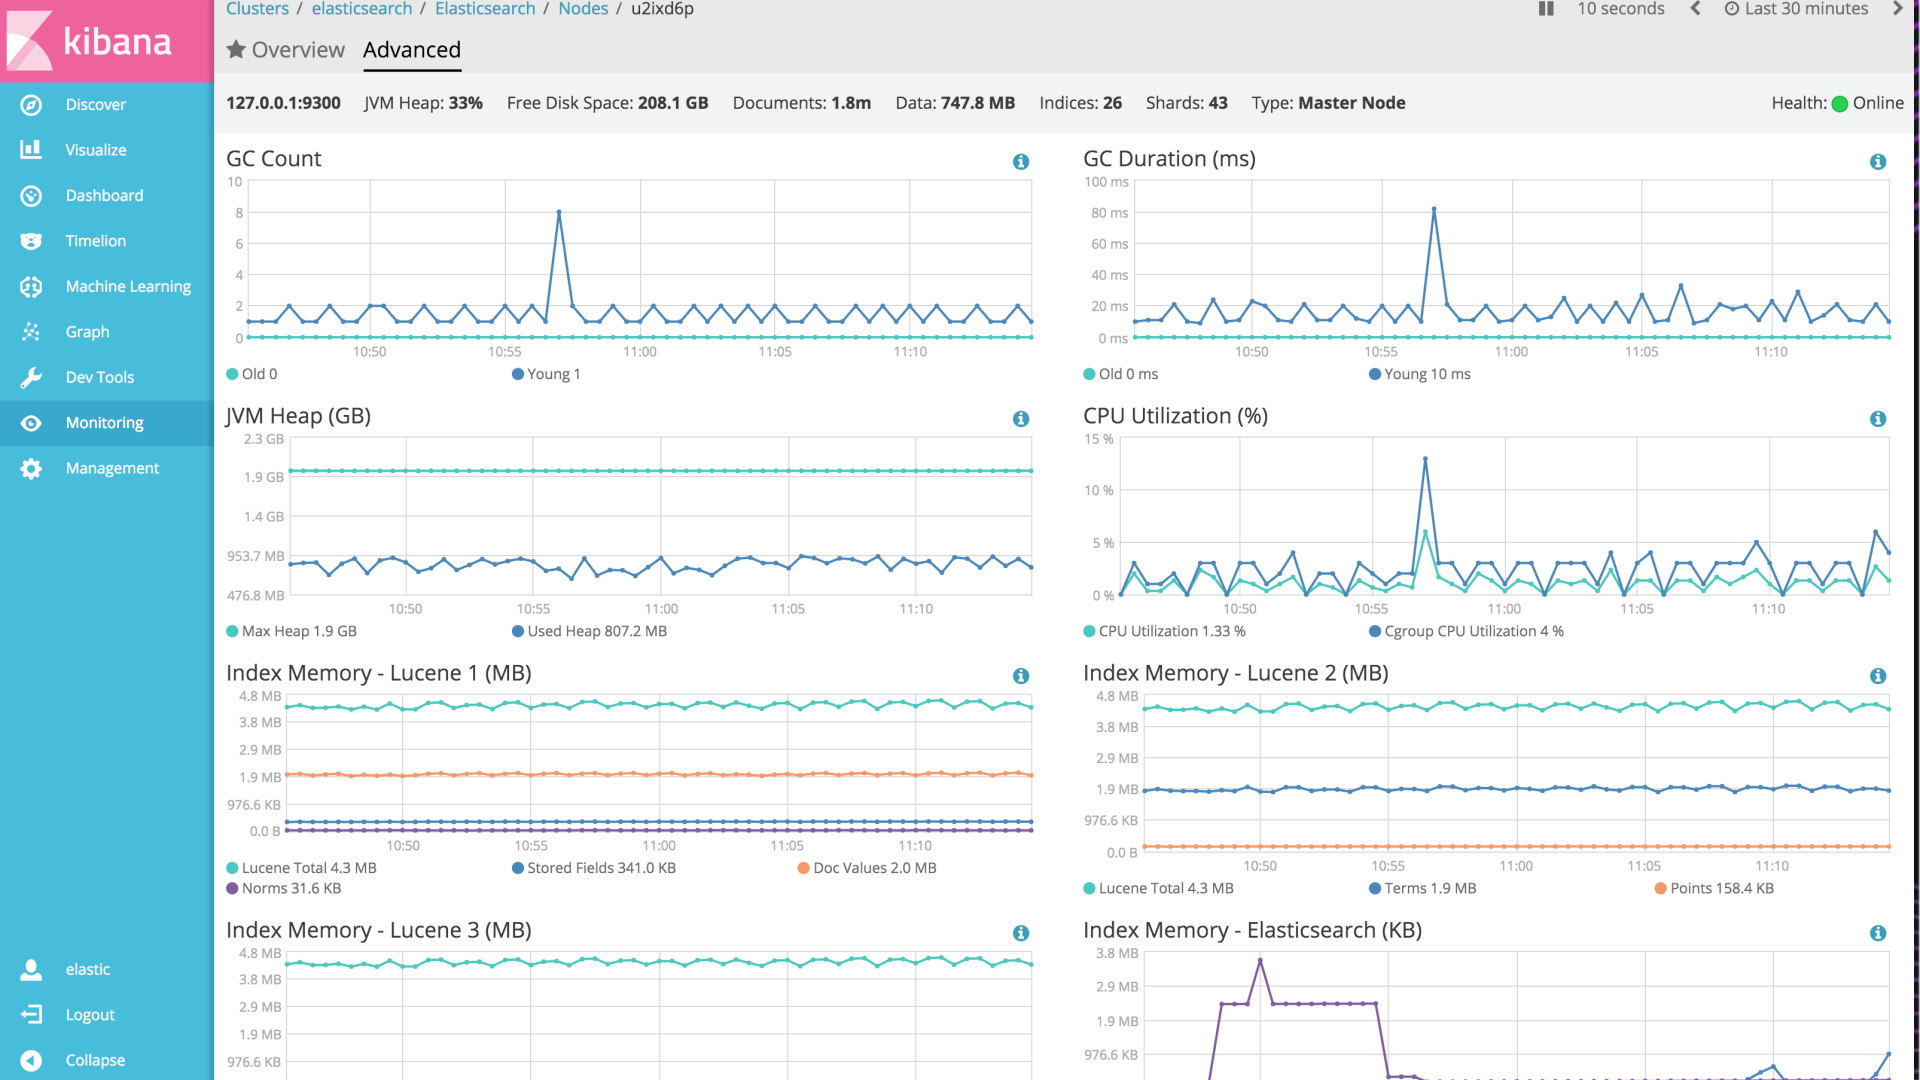 kibana
Discover
Visualize
Dashboard
Timelion
Machine Learning
Graph
Dev Tools
Monitoring
Management
elastic
Logout
Collapse
Clusters / elasticsearch / Elasticsearch / Nodes / u2ixd6p
10 seconds Last 30 minutes
Overview Advanced
127.0.0.1:9300 JVM Heap: 33% Free Disk Space: 208.1 GB Documents: 1.8m Data: 747.8 MB Indices: 26 Shards: 43 Type: Master Node Health: Online
GC Count
10
8
6
4
2
0
10:50 10:55 11:00 11:05 11:10
Old 0 Young 1
GC Duration (ms)
100 ms
80 ms
60 ms
40 ms
20 ms
0 ms
10:50 10:55 11:00 11:05 11:10
Old 0 ms Young 10 ms
JVM Heap (GB)
2.3 GB
1.9 GB
1.4 GB
953.7 MB
476.8 MB
10:50 10:55 11:00 11:05 11:10
Max Heap 1.9 GB Used Heap 807.2 MB
CPU Utilization (%)
15 %
10 %
5 %
0 %
10:50 10:55 11:00 11:05 11:10
CPU Utilization 1.33 % Cgroup CPU Utilization 4 %
Index Memory - Lucene 1 (MB)
4.8 MB
3.8 MB
2.9 MB
1.9 MB
976.6 KB
0.0 B
10:50 10:55 11:00 11:05 11:10
Lucene Total 4.3 MB Stored Fields 341.0 KB Doc Values 2.0 MB
Norms 31.6 KB
Index Memory - Lucene 2 (MB)
4.8 MB
3.8 MB
2.9 MB
1.9 MB
976.6 KB
0.0 B
10:50 10:55 11:00 11:05 11:10
Lucene Total 4.3 MB Terms 1.9 MB Points 158.4 KB
Index Memory - Lucene 3 (MB)
4.8 MB
3.8 MB
2.9 MB
1.9 MB
976.6 KB
Index Memory - Elasticsearch (KB)
3.8 MB
2.9 MB
1.9 MB
976.6 KB